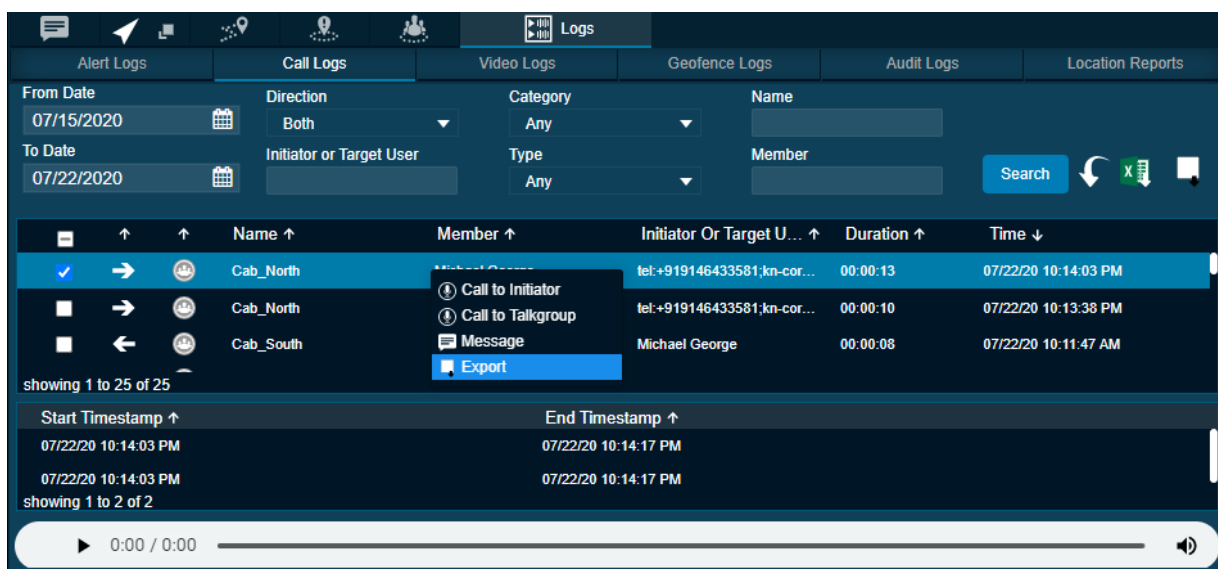 Logs
Alert Logs Call Logs Video Logs Geofence Logs Audit Logs Location Reports
From Date Direction Category Name
07/15/2020 Both Any
To Date Initiator or Target User Type Member
07/22/2020 Any Search
Name Member Initiator Or Target U... Duration Time
Cab_North Michael George tel:+919146433581;kn-cor... 00:00:13 07/22/20 10:14:03 PM
Call to Initiator
Cab_North Call to Talkgroup tel:+919146433581;kn-cor... 00:00:10 07/22/20 10:13:38 PM
Cab_South Message Michael George 00:00:08 07/22/20 10:11:47 AM
Export
showing 1 to 25 of 25
Start Timestamp End Timestamp
07/22/20 10:14:03 PM 07/22/20 10:14:17 PM
07/22/20 10:14:03 PM 07/22/20 10:14:17 PM
showing 1 to 2 of 2
0:00 / 0:00